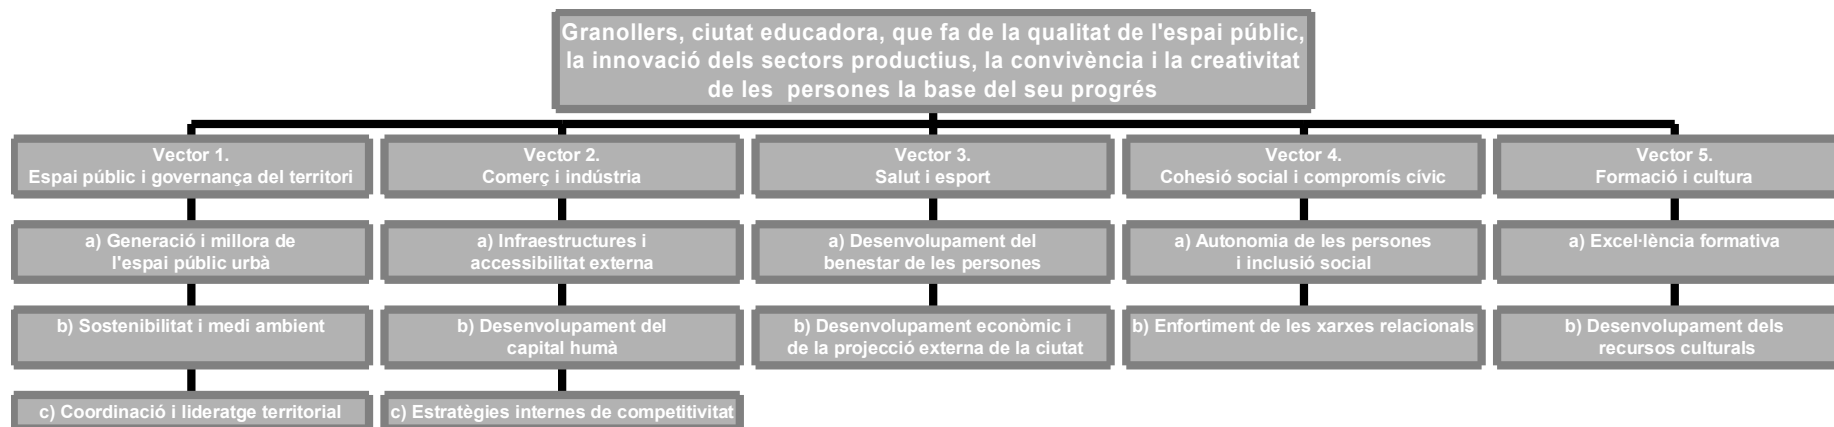 Granollers, ciutat educadora, que fa de la qualitat de l'espai públic,
la innovació dels sectors productius, la convivència i la creativitat
de les persones la base del seu progrés
Vector 1.
Espai públic i governança del territori
Vector 2.
Comerç i indústria
Vector 3.
Salut i esport
Vector 4.
Cohesió social i compromís cívic
Vector 5.
Formació i cultura
a) Generació i millora de
l'espai públic urbà
a) Infraestructures i
accessibilitat externa
a) Desenvolupament del
benestar de les persones
a) Autonomia de les persones
i inclusió social
a) Excel·lència formativa
b) Sostenibilitat i medi ambient
b) Desenvolupament del
capital humà
b) Desenvolupament econòmic i
de la projecció externa de la ciutat
b) Enfortiment de les xarxes relacionals
b) Desenvolupament dels
recursos culturals
c) Coordinació i lideratge territorial
c) Estratègies internes de competitivitat